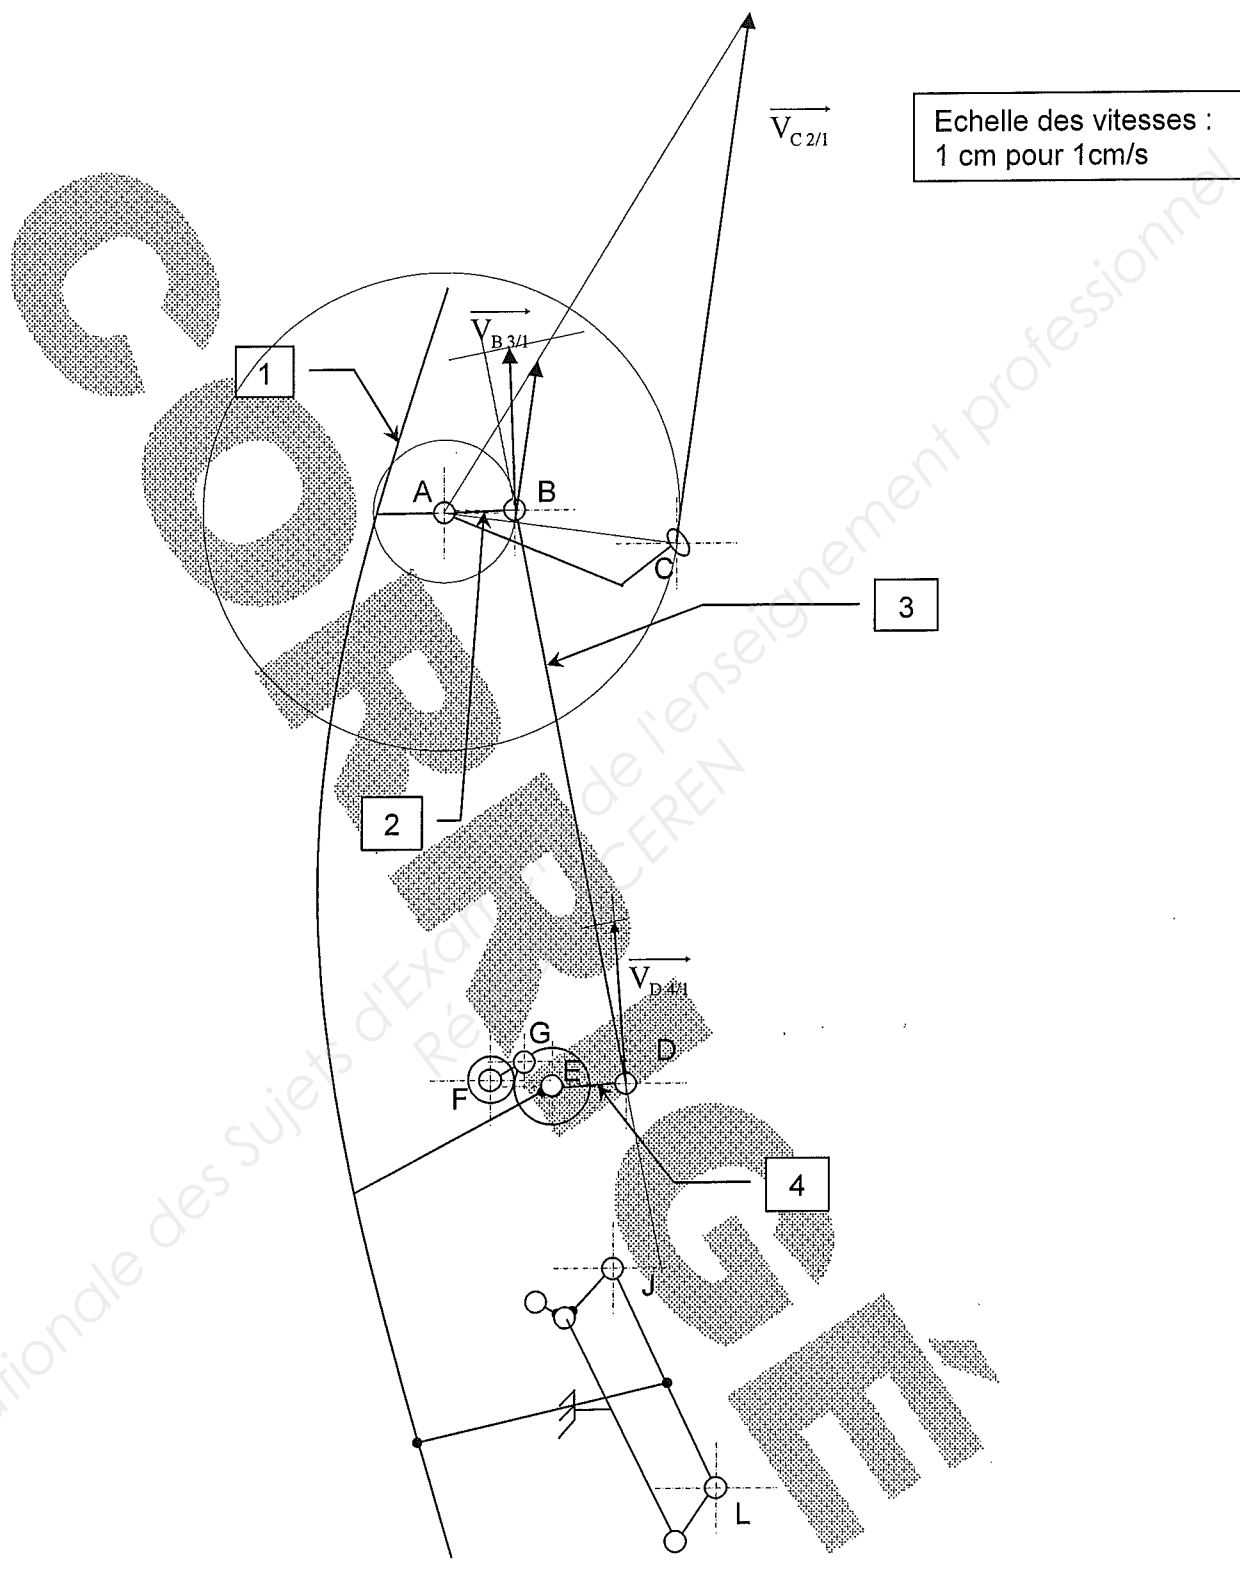 V C 2/1
Echelle des vitesses :
1 cm pour 1cm/s
V B 3/1
1
A
B
C
3
2
V D 4/1
G
E
D
F
4
J
L
CORRIGÉ
nationale des Sujets d'Examen de l'enseignement professionnel
Réseau CEREN